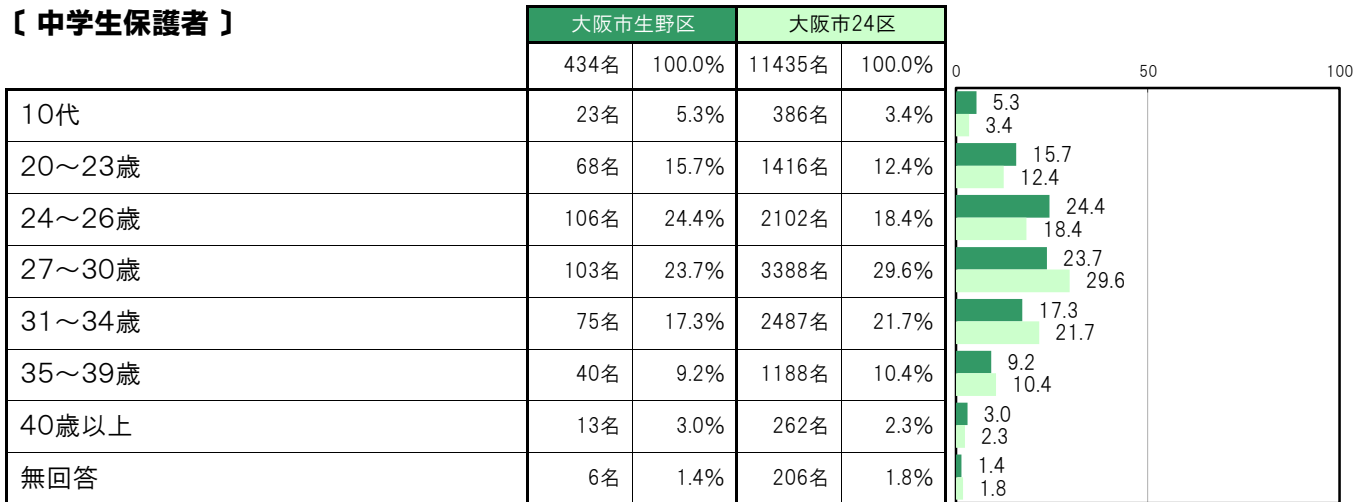 〔 中学生保護者 〕
大阪市生野区 大阪市24区
434名 100.0% 11435名 100.0%
0 50 100
10代 23名 5.3% 386名 3.4%
5.3
3.4
20～23歳 68名 15.7% 1416名 12.4%
15.7
12.4
24～26歳 106名 24.4% 2102名 18.4%
24.4
18.4
27～30歳 103名 23.7% 3388名 29.6%
23.7
29.6
31～34歳 75名 17.3% 2487名 21.7%
17.3
21.7
35～39歳 40名 9.2% 1188名 10.4%
9.2
10.4
40歳以上 13名 3.0% 262名 2.3%
3.0
2.3
無回答 6名 1.4% 206名 1.8%
1.4
1.8